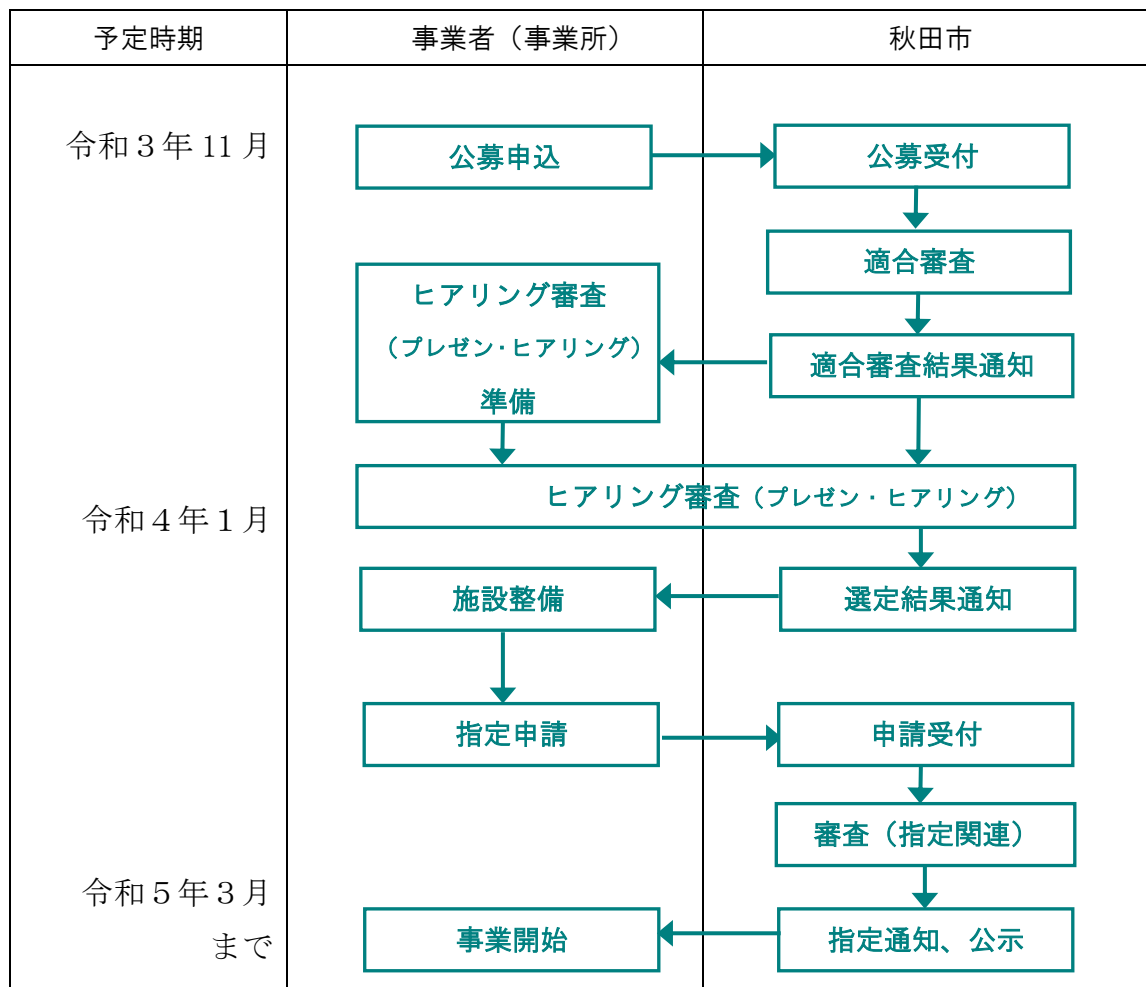 予定時期
事業者（事業所）
秋田市
令和３年 11 月
公募申込
公募受付
適合審査
ヒアリング審査
（プレゼン・ヒアリング）
準備
適合審査結果通知
令和４年１月
ヒアリング審査（プレゼン・ヒアリング）
施設整備
選定結果通知
指定申請
申請受付
審査（指定関連）
令和５年３月
まで
事業開始
指定通知、公示